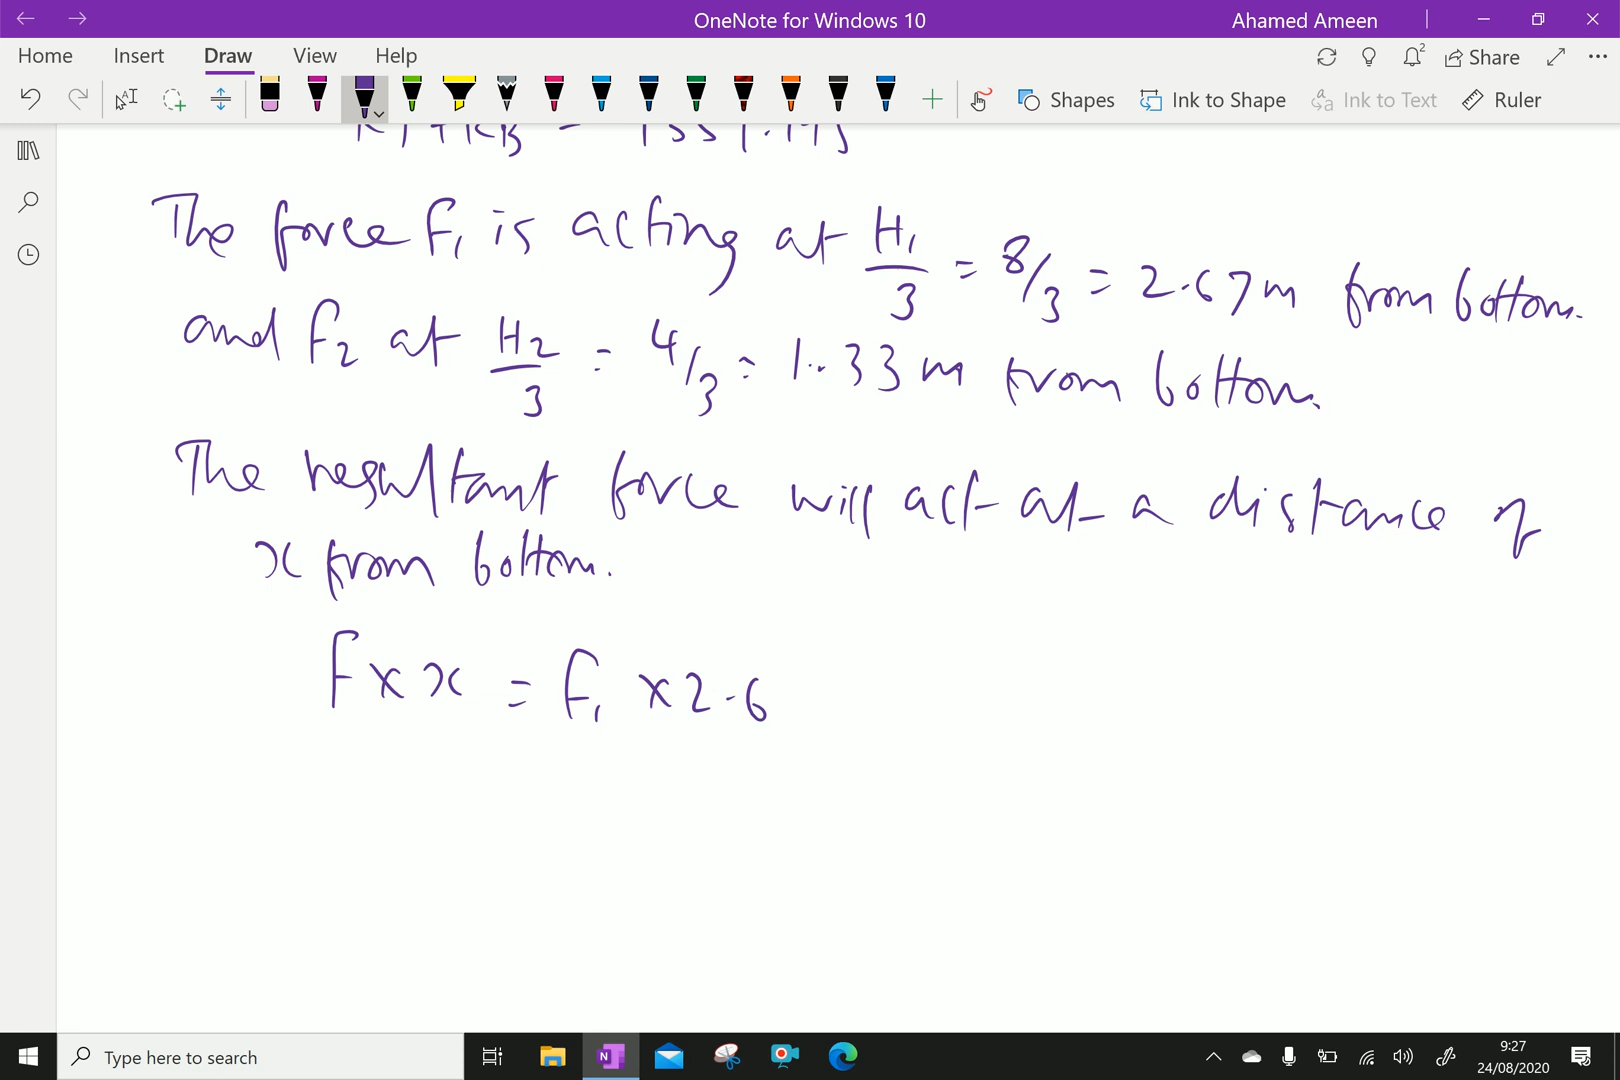 OneNote for Windows 10
Ahamed Ameen
Home Insert Draw View Help
2 Share
Shapes Ink to Shape Ink to Text Ruler
The force F₁ is acting at H₁/3 = 8/3 = 2.67m from bottom.
and F₂ at H2/3 = 4/3 = 1.33 m from bottom.
The resultant force will act at a distance of
x from bottom.
F x x = F₁ x 2.6
Type here to search
9:27
24/08/2020